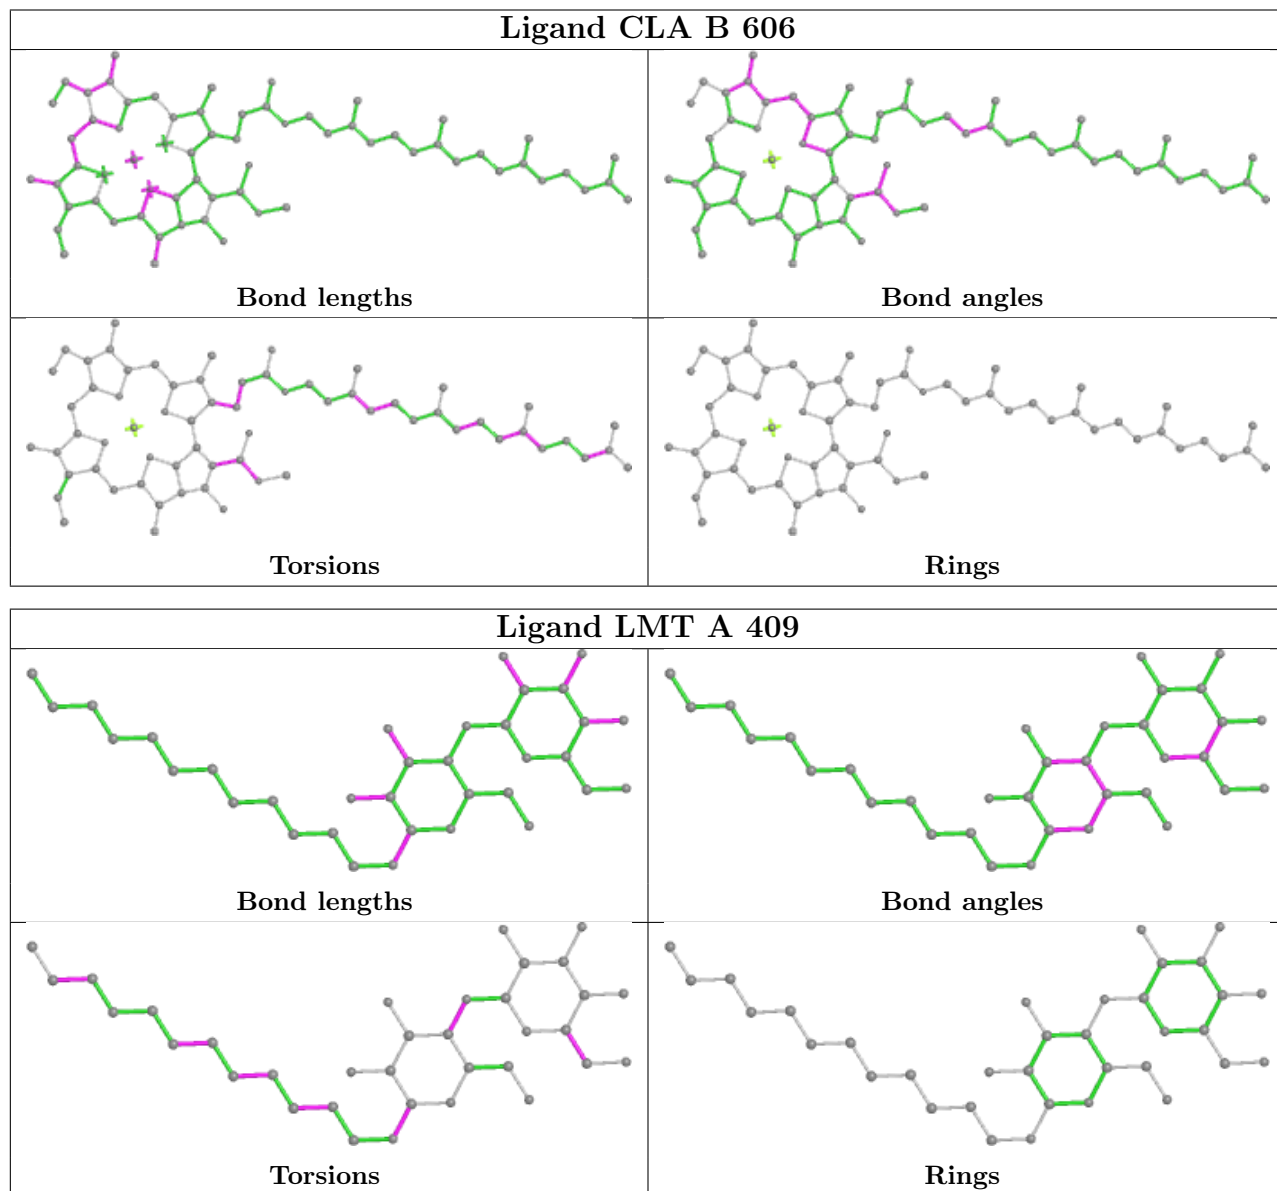 Ligand CLA B 606
Bond lengths
Bond angles
Torsions
Rings
Ligand LMT A 409
Bond lengths
Bond angles
Torsions
Rings